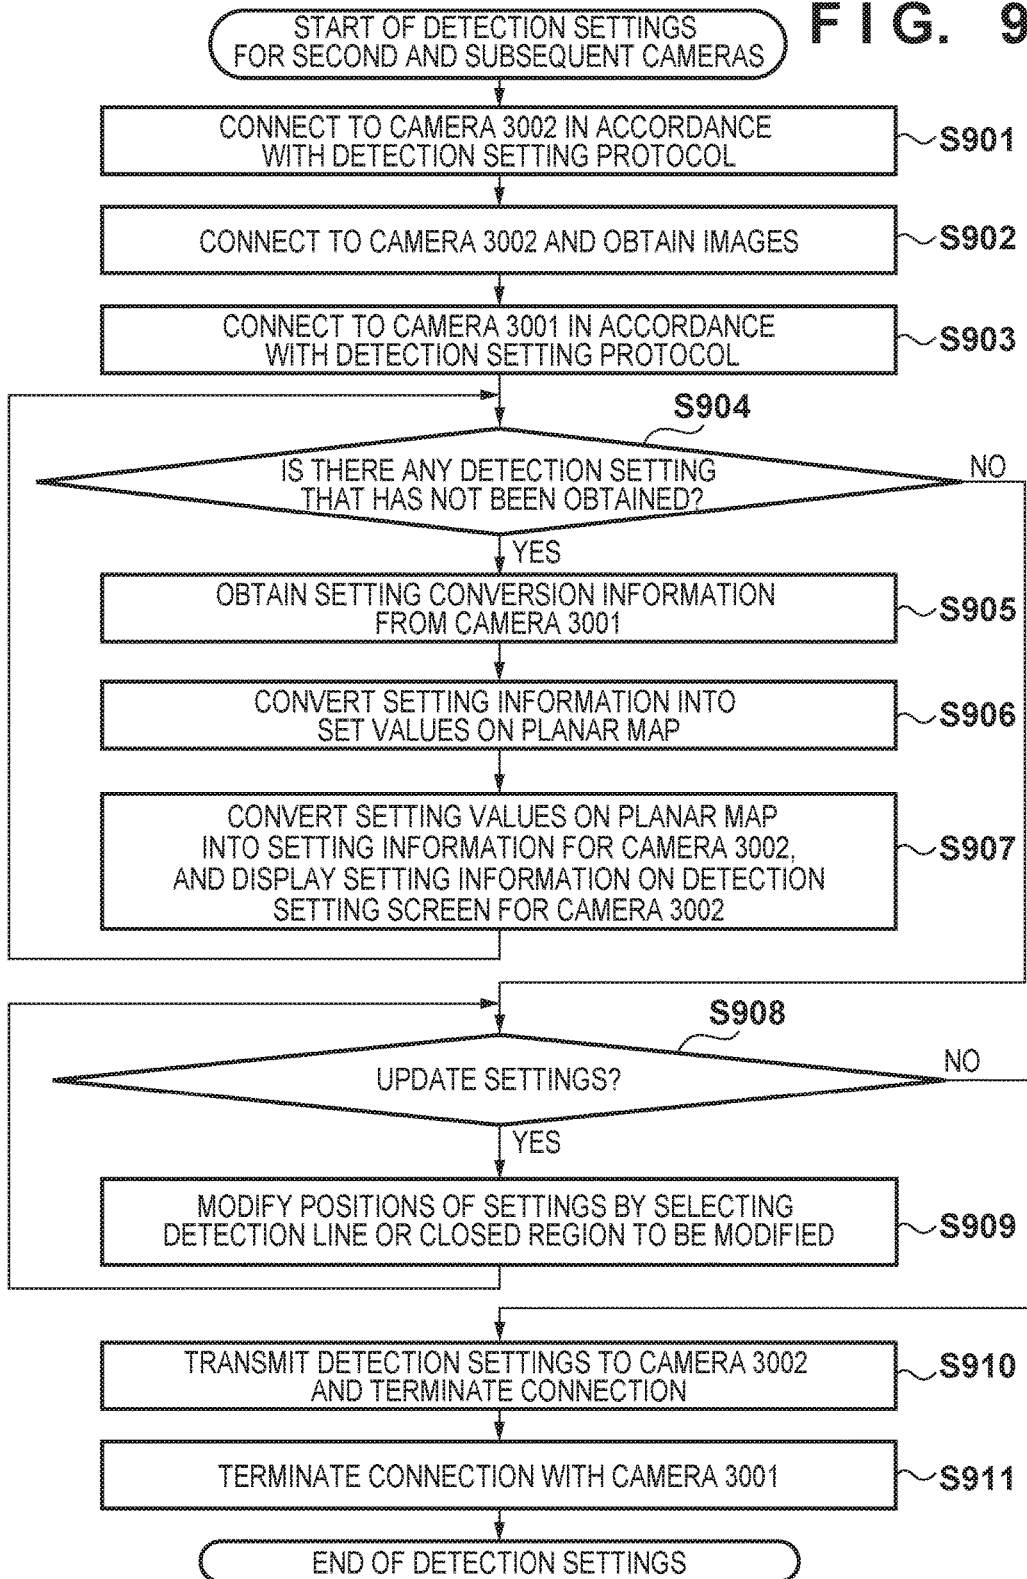 FIG. 9
START OF DETECTION SETTINGS
FOR SECOND AND SUBSEQUENT CAMERAS
CONNECT TO CAMERA 3002 IN ACCORDANCE
WITH DETECTION SETTING PROTOCOL
S901
CONNECT TO CAMERA 3002 AND OBTAIN IMAGES
S902
CONNECT TO CAMERA 3001 IN ACCORDANCE
WITH DETECTION SETTING PROTOCOL
S903
S904
IS THERE ANY DETECTION SETTING
THAT HAS NOT BEEN OBTAINED?
NO
YES
OBTAIN SETTING CONVERSION INFORMATION
FROM CAMERA 3001
S905
CONVERT SETTING INFORMATION INTO
SET VALUES ON PLANAR MAP
S906
CONVERT SETTING VALUES ON PLANAR MAP
INTO SETTING INFORMATION FOR CAMERA 3002,
AND DISPLAY SETTING INFORMATION ON DETECTION
SETTING SCREEN FOR CAMERA 3002
S907
S908
UPDATE SETTINGS?
NO
YES
MODIFY POSITIONS OF SETTINGS BY SELECTING
DETECTION LINE OR CLOSED REGION TO BE MODIFIED
S909
TRANSMIT DETECTION SETTINGS TO CAMERA 3002
AND TERMINATE CONNECTION
S910
TERMINATE CONNECTION WITH CAMERA 3001
S911
END OF DETECTION SETTINGS